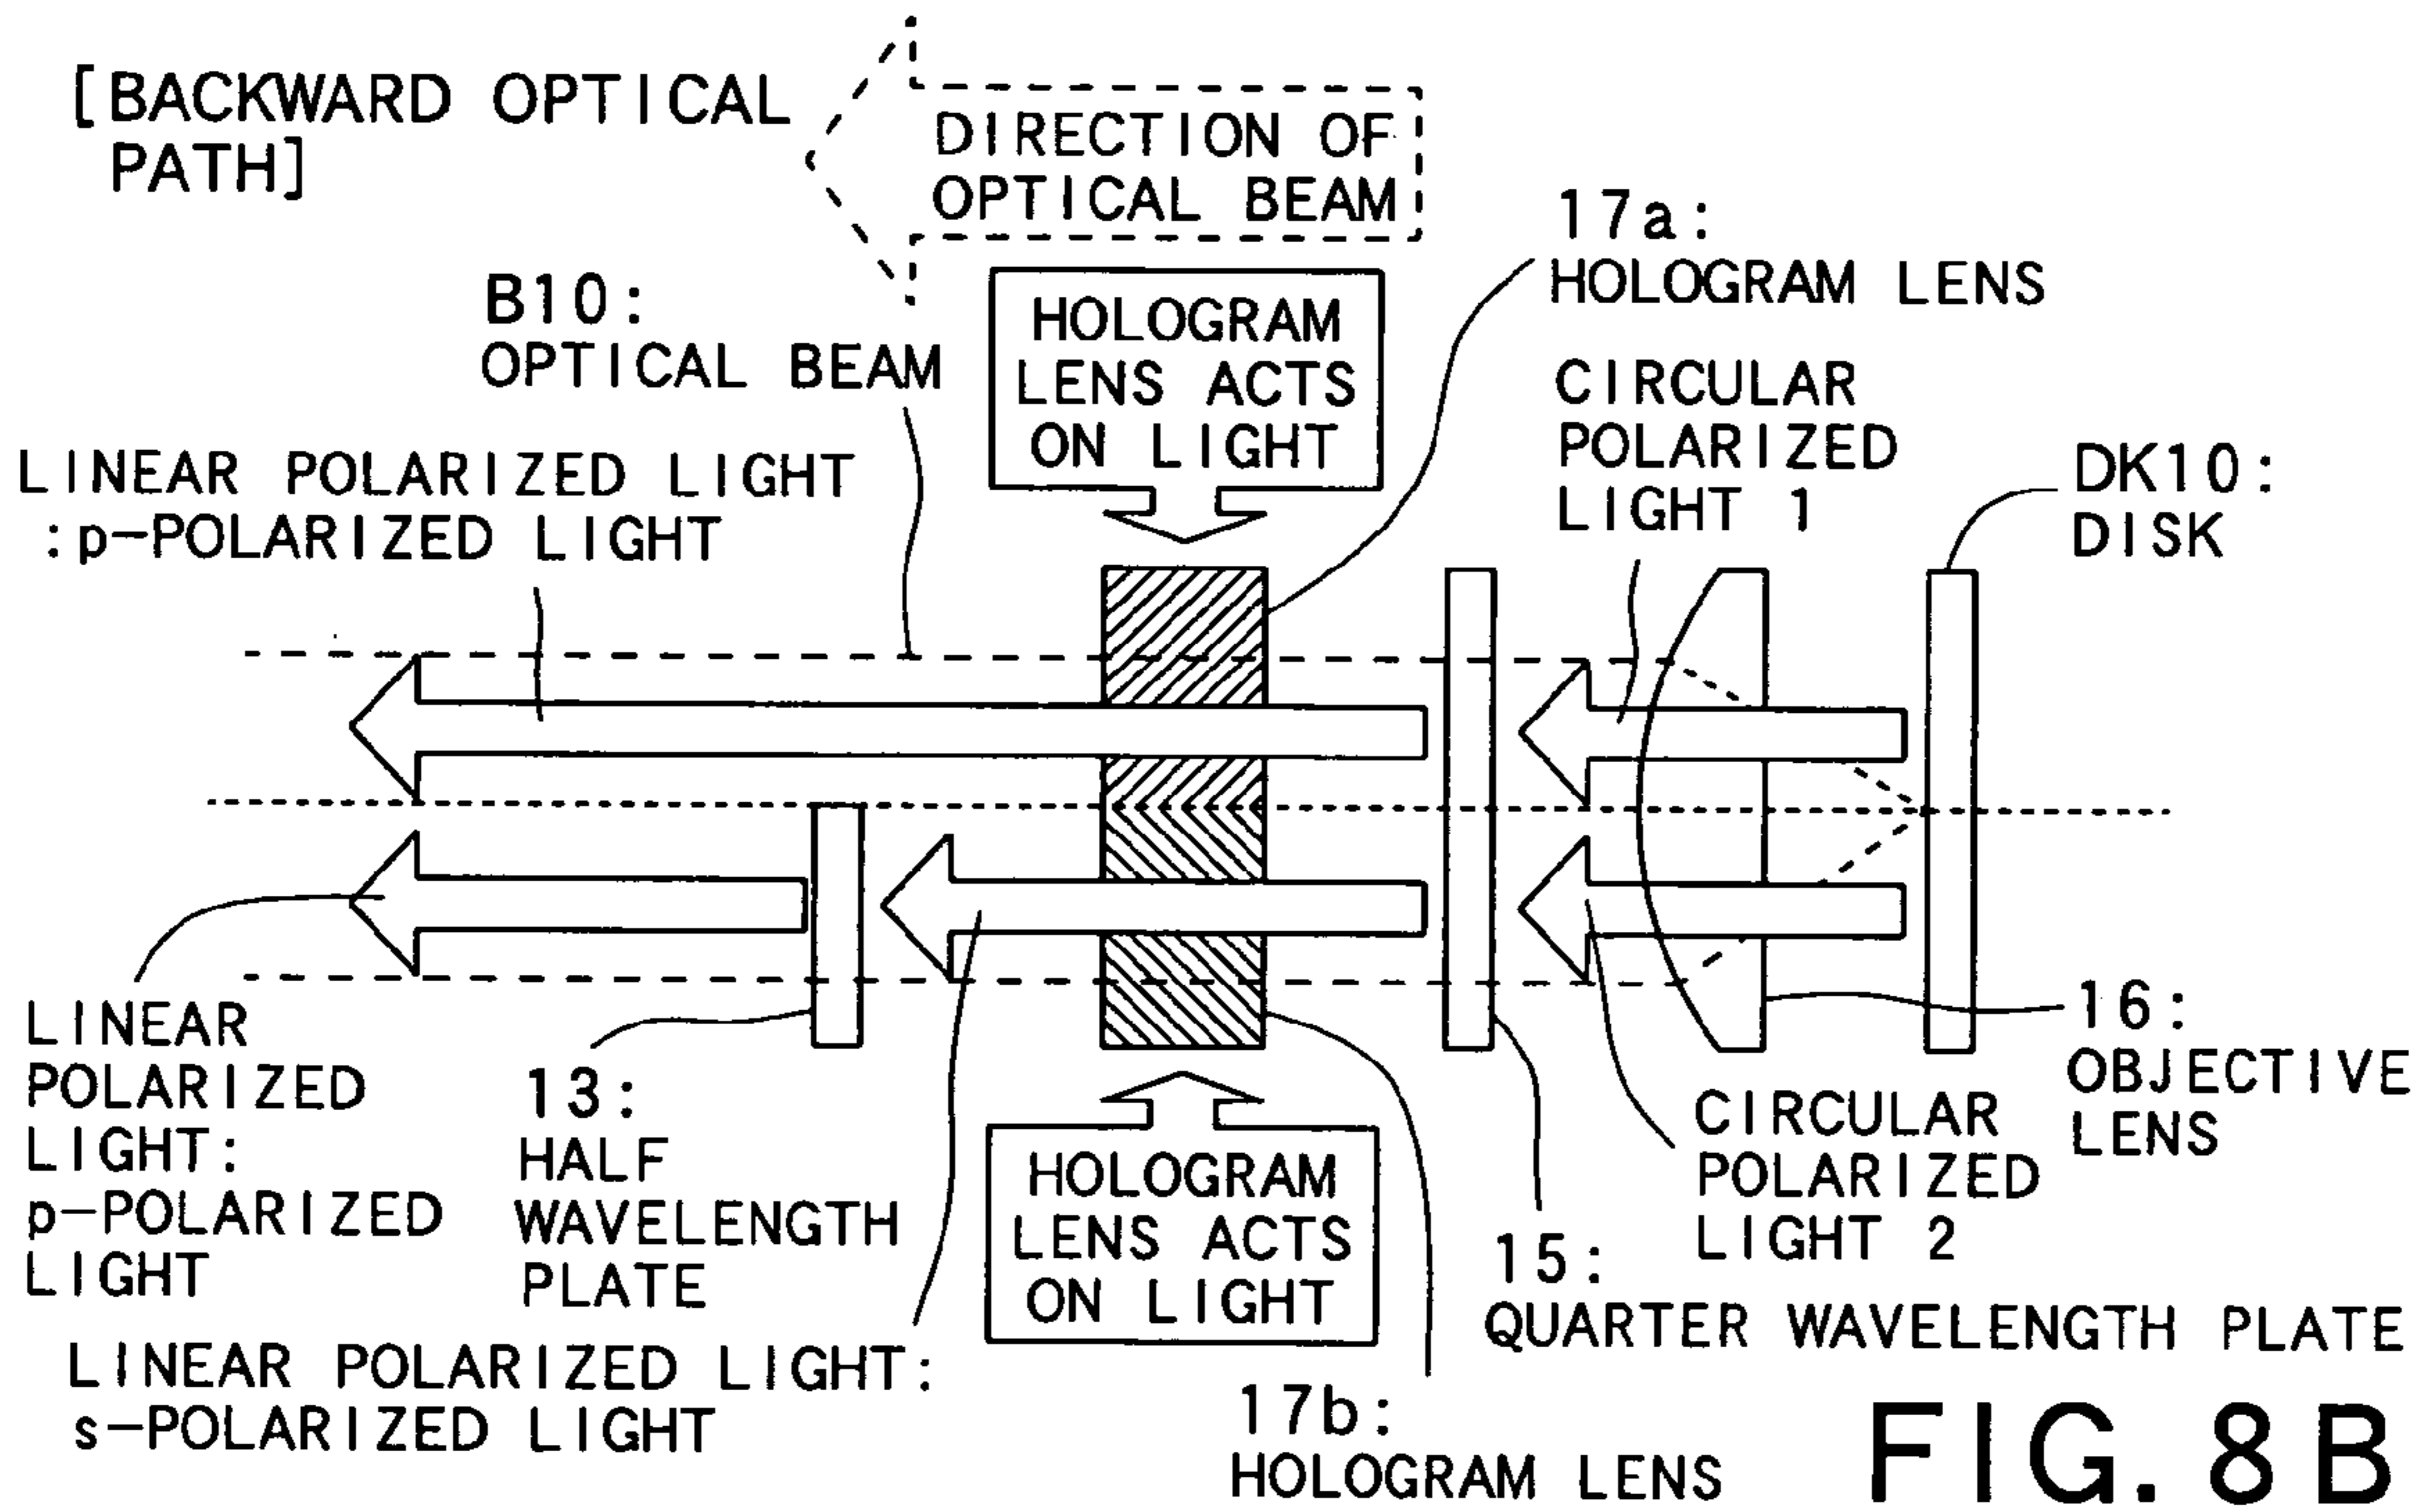 [BACKWARD OPTICAL
PATH]
DIRECTION OF
OPTICAL BEAM
17a:
HOLOGRAM LENS
B10:
OPTICAL BEAM
HOLOGRAM
LENS ACTS
ON LIGHT
CIRCULAR
POLARIZED
LIGHT 1
DK10:
DISK
LINEAR POLARIZED LIGHT
:p-POLARIZED LIGHT
LINEAR
POLARIZED
LIGHT:
p-POLARIZED
LIGHT
13:
HALF
WAVELENGTH
PLATE
HOLOGRAM
LENS ACTS
ON LIGHT
16:
OBJECTIVE
LENS
CIRCULAR
POLARIZED
LIGHT 2
15:
QUARTER WAVELENGTH PLATE
LINEAR POLARIZED LIGHT:
s-POLARIZED LIGHT
17b:
HOLOGRAM LENS
FIG. 8B